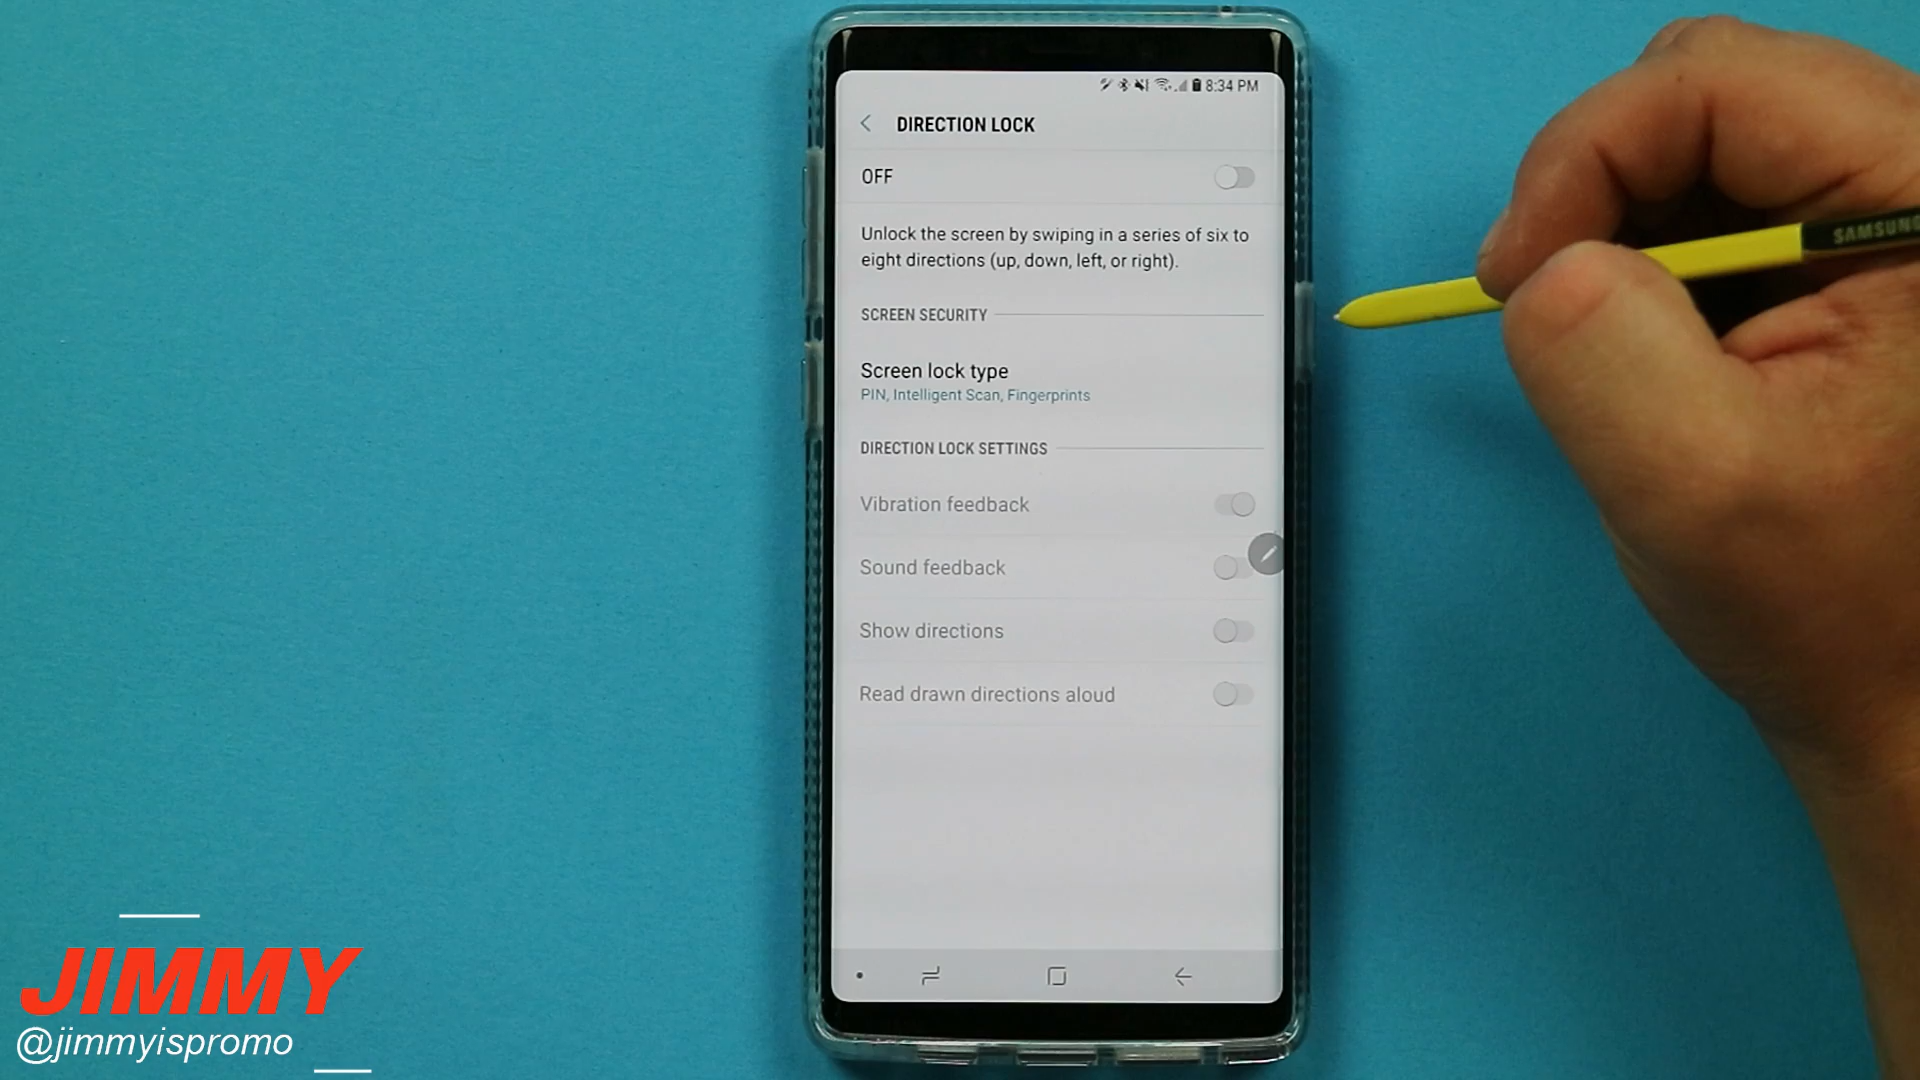 8:34 PM
DIRECTION LOCK
OFF
Unlock the screen by swiping in a series of six to
eight directions (up, down, left, or right).
SCREEN SECURITY
Screen lock type
PIN, Intelligent Scan, Fingerprints
DIRECTION LOCK SETTINGS
Vibration feedback
Sound feedback
Show directions
Read drawn directions aloud
SAMSUNG
JIMMY
@jimmyispromo